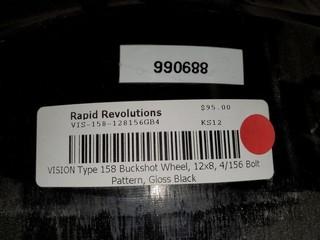 990688
Rapid Revolutions
$95.00
VIS-158-128156GB4
KS12
VISION Type 158 Buckshot Wheel, 12x8, 4/156 Bolt
Pattern, Gloss Black